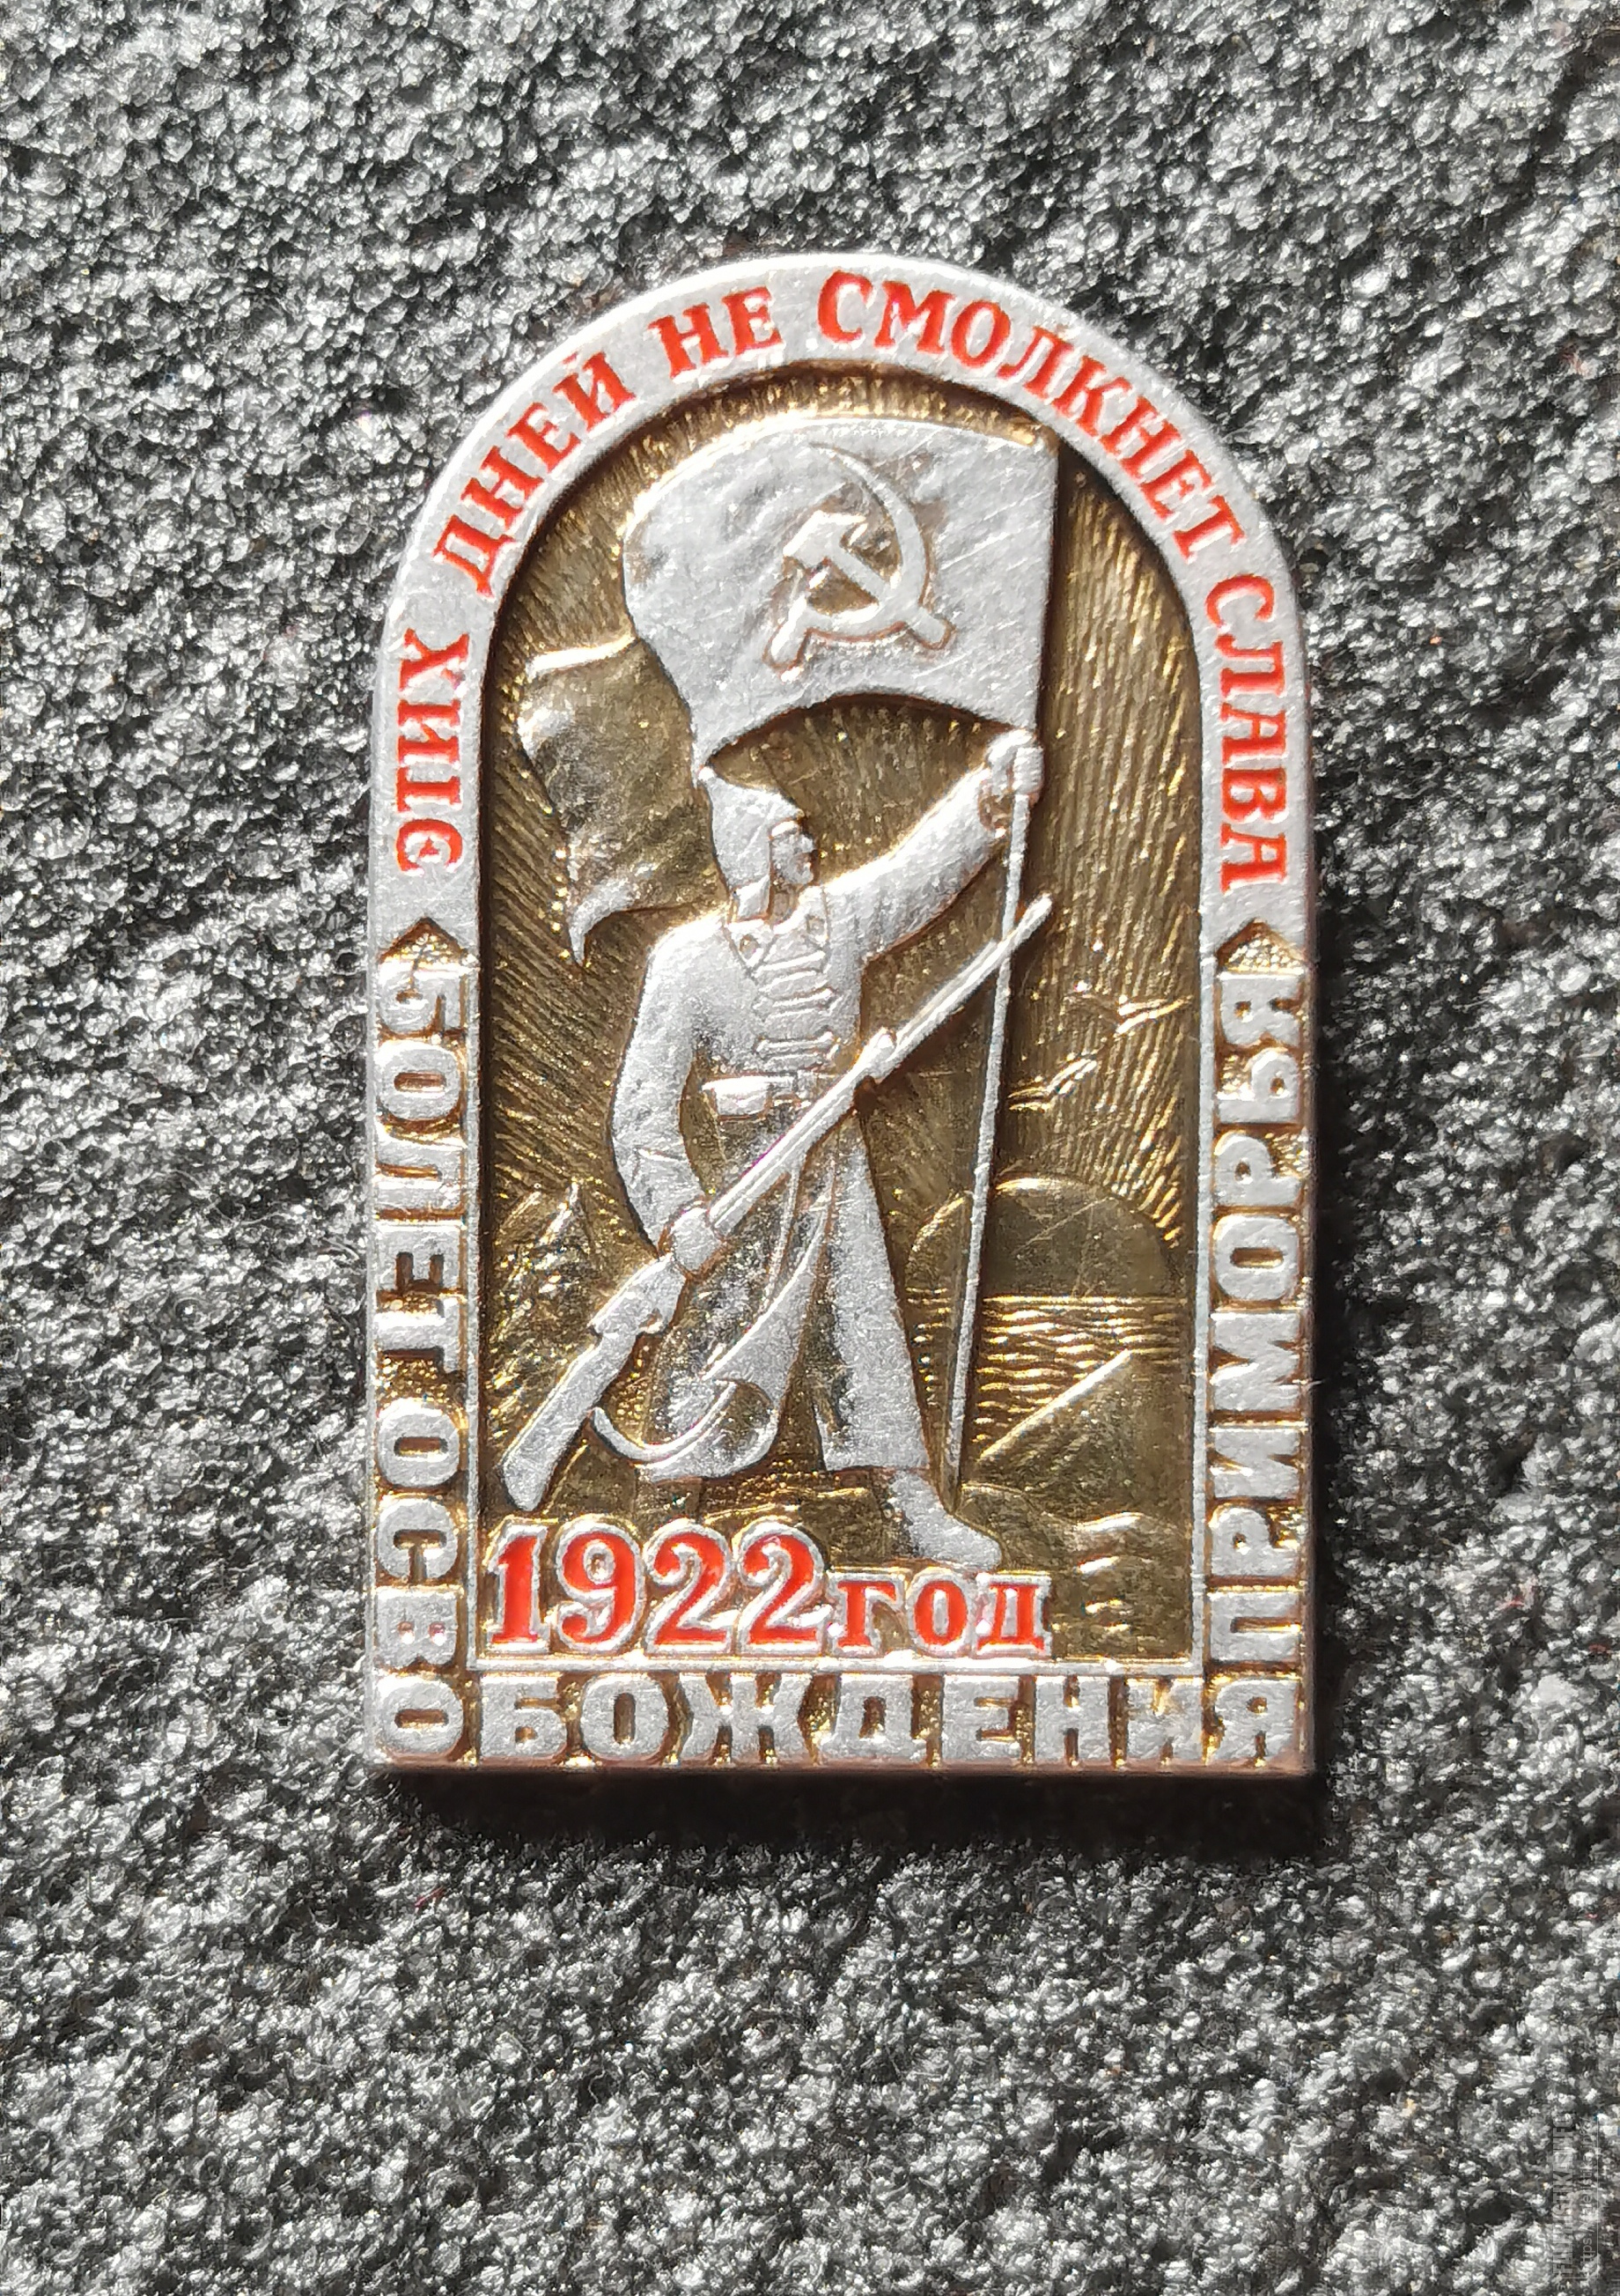 ЭТИХ ДНЕЙ НЕ СМОЛКНЕТ СЛАВА
50 ЛЕТ ОСВОБОЖДЕНИЯ ПРИМОРЬЯ
1922 год